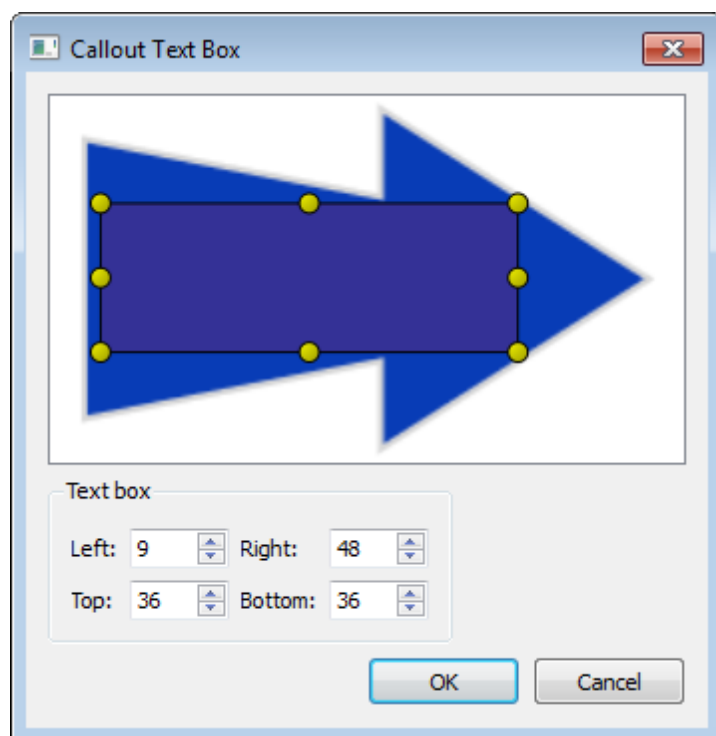 Callout Text Box
Text box
Left: 9 Right: 48
Top: 36 Bottom: 36
OK Cancel